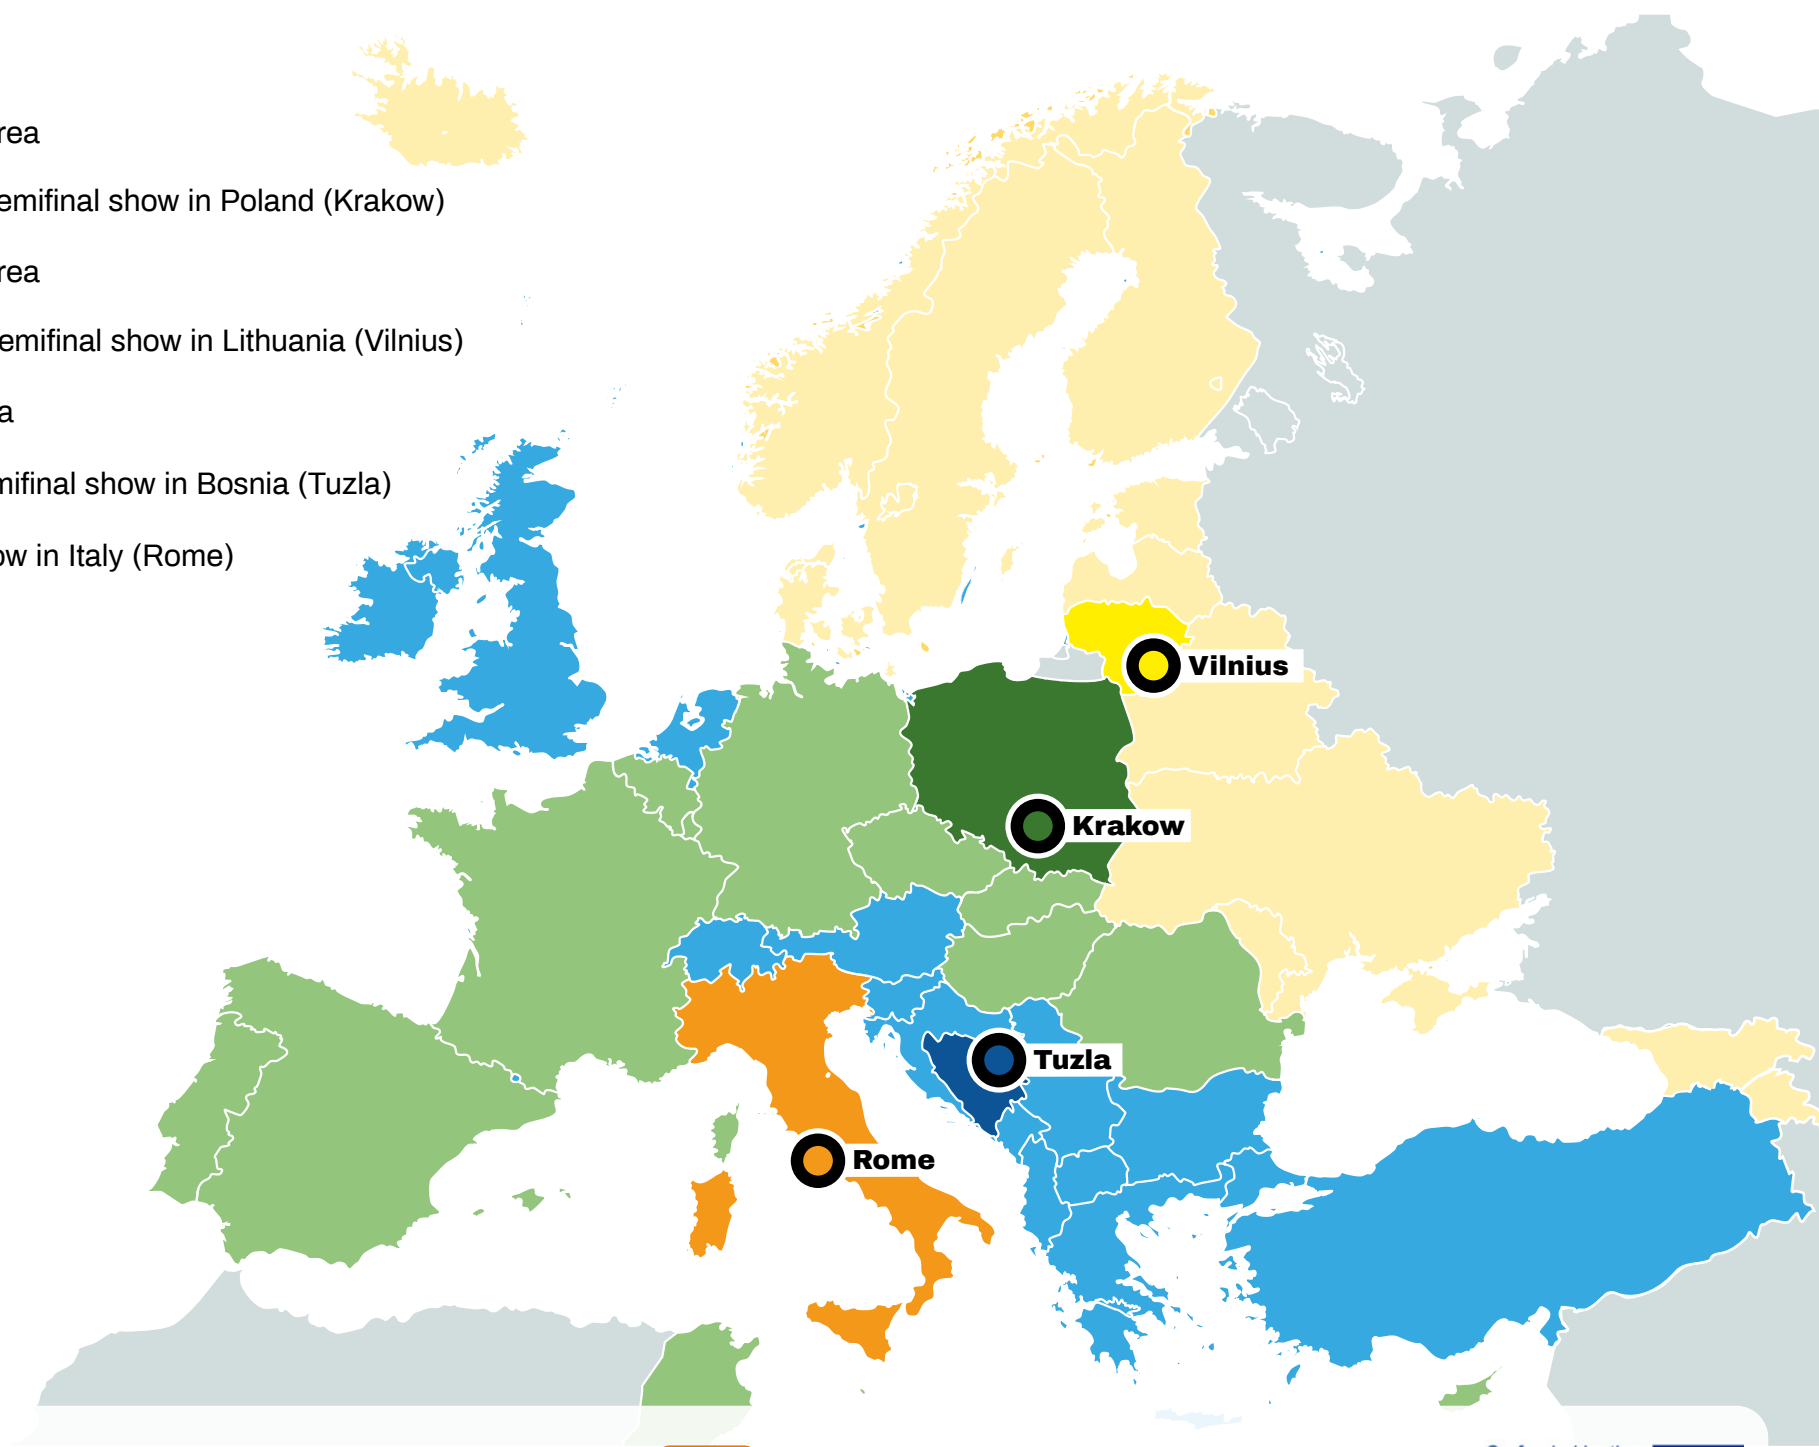 rea
emifinal show in Poland (Krakow)
rea
emifinal show in Lithuania (Vilnius)
a
mifinal show in Bosnia (Tuzla)
ow in Italy (Rome)
Vilnius
Krakow
Tuzla
Rome